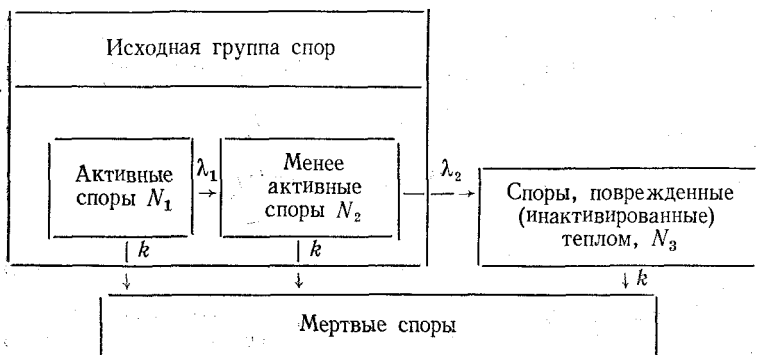 Исходная группа спор
Активные
споры N₁
λ₁
Менее
активные
споры N₂
λ₂
Споры, поврежденные
(инактивированные)
теплом, N₃
k
k
k
Мертвые споры